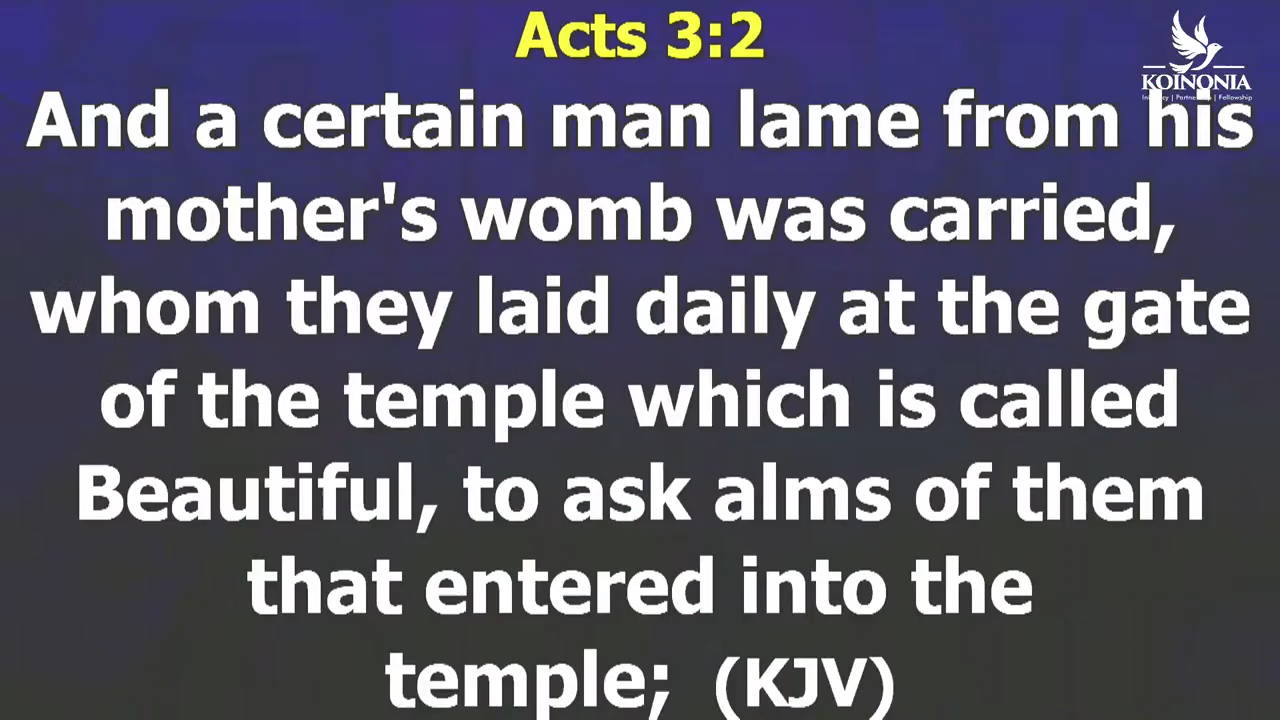 Acts 3:2
KOINONIA
And a certain man lame from his
mother's womb was carried,
whom they laid daily at the gate
of the temple which is called
Beautiful, to ask alms of them
that entered into the
temple; (KJV)